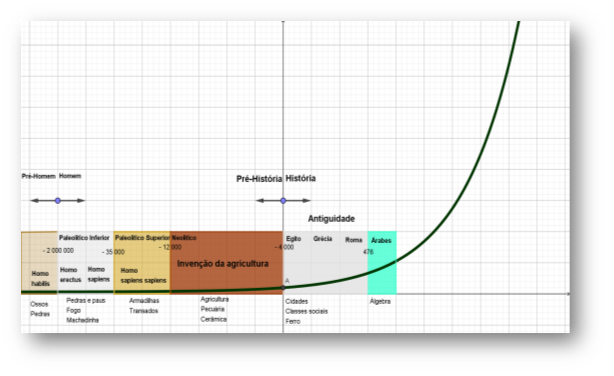 Pré-Homem Homem
Pré-História História
Antiguidade
Paleolítico Inferior Paleolítico Superior Neolítico
Egito Grécia Roma Árabes
- 2 000 000 - 35 000 - 12 000 - 4 000 476
Invenção da agricultura
Homo habilis
Homo erectus
Homo sapiens
Homo sapiens sapiens
A
Ossos
Pedras
Pedras e paus
Fogo
Machadinha
Armadilhas
Transados
Agricultura
Pecuária
Cerâmica
Cidades
Classes sociais
Ferro
Álgebra